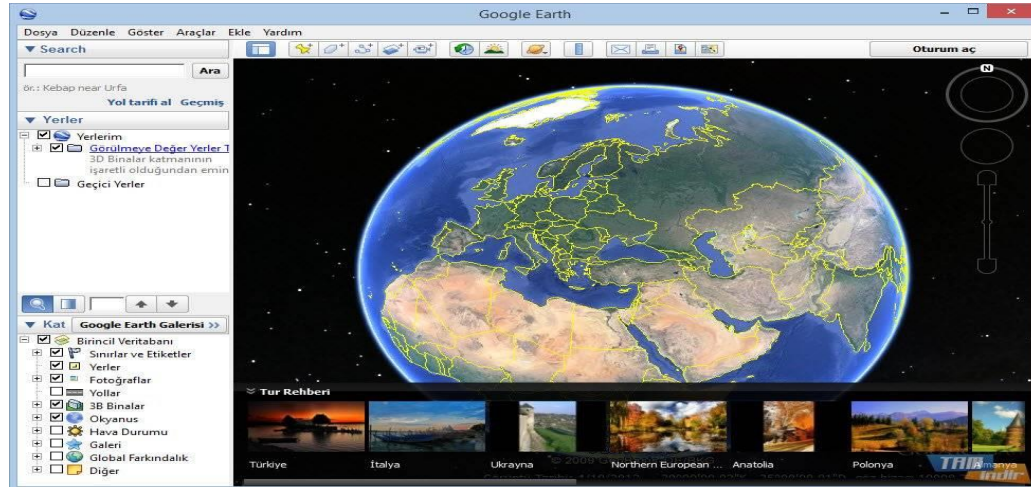 Google Earth
Dosya Düzenle Göster Araçlar Ekle Yardım
Search
Ara
ör.: Kebap near Urfa
Yol tarifi al Geçmiş
Yerler
Yerlerim
Görülmeye Değer Yerler T
3D Binalar katmanının
işaretli olduğundan emin
Geçici Yerler
Kat Google Earth Galerisi >>
Birincil Veritabanı
Sınırlar ve Etiketler
Yerler
Fotoğraflar
Yollar
3B Binalar
Okyanus
Hava Durumu
Galeri
Global Farkındalık
Diğer
Oturum aç
N
Tur Rehberi
Türkiye İtalya Ukrayna Northern European ... Anatolia Polonya Almanya
TAM
indir